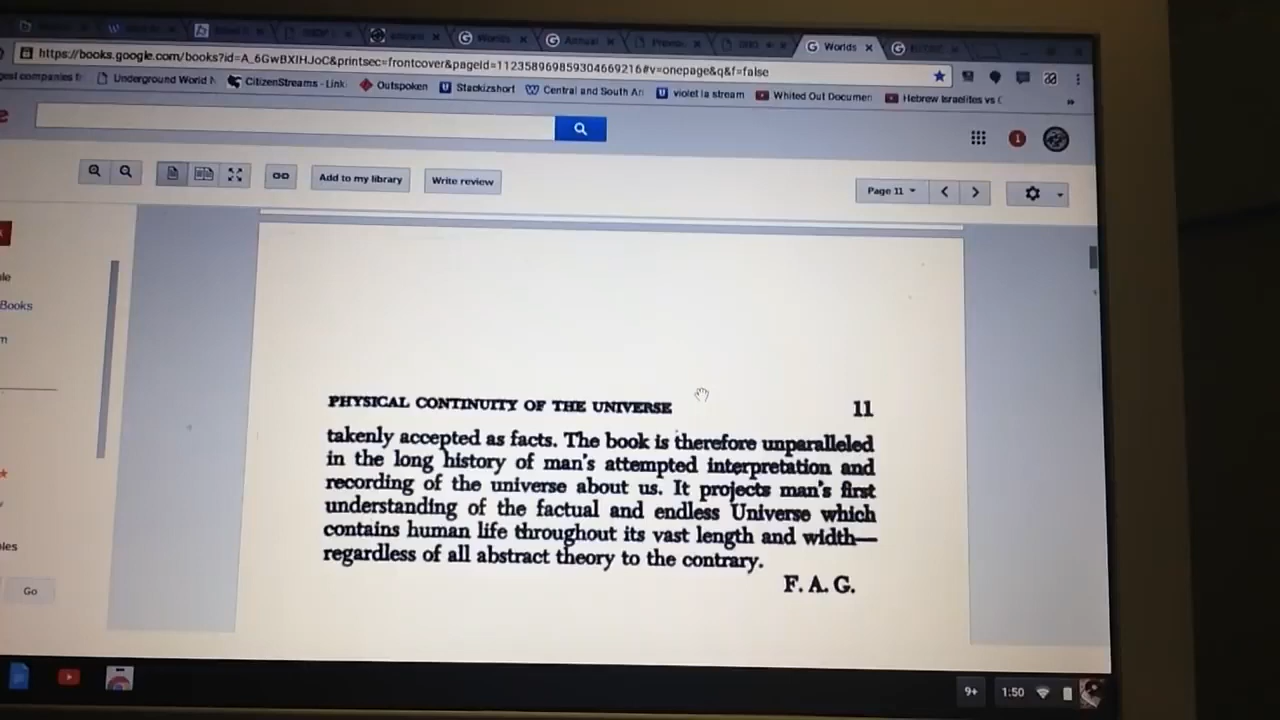 Worlds
https://books.google.com/books?id=A_6GwBXIHJoC&printsec=frontcover&pageId=112358969859304669216#v=onepage&q&f=false
Underground World
CitizenStreams - Link
Outspoken
Stackizshort
Central and South
violet la stream
Whited Out Documen
Hebrew Israelites vs
1
Add to my library
Write review
Page 11
Books
Go
PHYSICAL CONTINUITY OF THE UNIVERSE 11
takenly accepted as facts. The book is therefore unparalleled
in the long history of man's attempted interpretation and
recording of the universe about us. It projects man's first
understanding of the factual and endless Universe which
contains human life throughout its vast length and width—
regardless of all abstract theory to the contrary.
F. A. G.
9+ 1:50